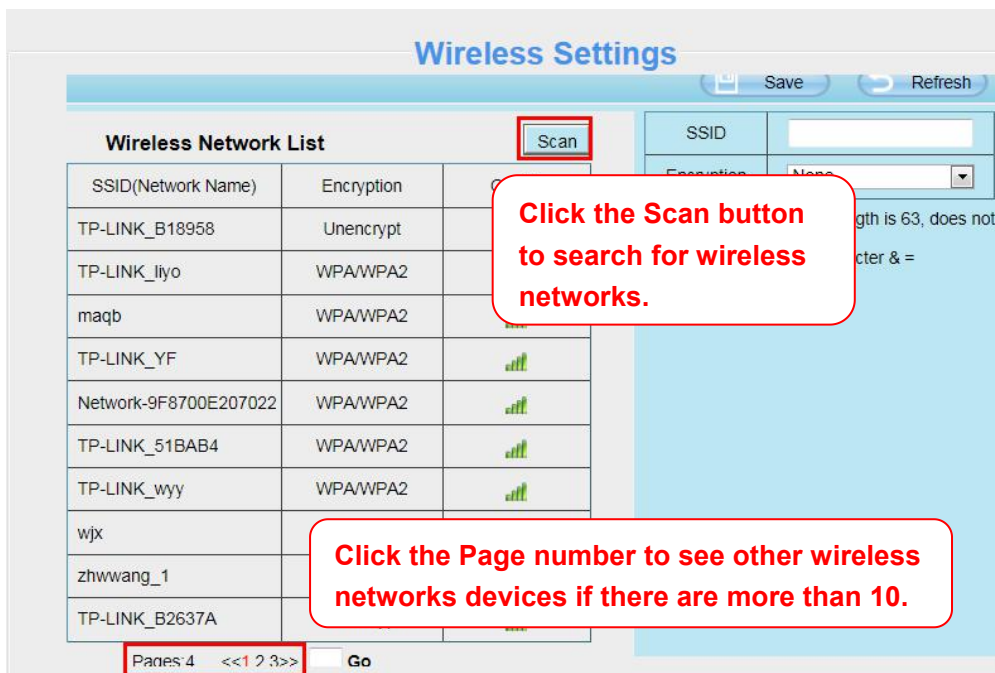 Wireless Settings
Save Refresh
Wireless Network List Scan
SSID
SSID(Network Name) Encryption
Encryption None
TP-LINK_B18958 Unencrypt
TP-LINK_liyo WPA/WPA2
maqb WPA/WPA2
TP-LINK_YF WPA/WPA2
Network-9F8700E207022 WPA/WPA2
TP-LINK_51BAB4 WPA/WPA2
TP-LINK_wyy WPA/WPA2
wjx
zhwwang_1
TP-LINK_B2637A
Pages:4 <<1 2 3>> Go
is 63, does not
& =
Click the Scan button
to search for wireless
networks.
Click the Page number to see other wireless
networks devices if there are more than 10.